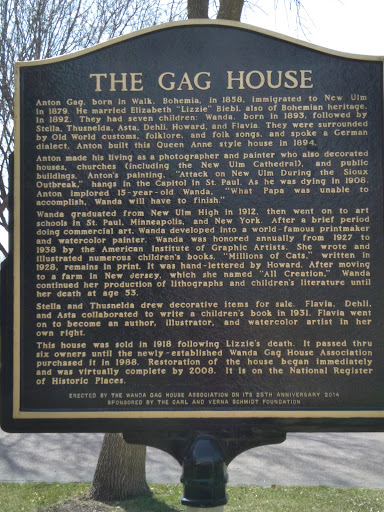 THE GAG HOUSE
Anton Gag, born in Walk, Bohemia, in 1858, immigrated to New Ulm
in 1879. He married Elizabeth "Lizzie" Biebl, also of Bohemian heritage,
in 1892. They had seven children: Wanda, born in 1893, followed by
Stella, Thusnelda, Asta, Dehli, Howard, and Flavia. They were surrounded
by Old World customs, folklore, and folk songs, and spoke a German
dialect. Anton built this Queen Anne style house in 1894.
Anton made his living as a photographer and painter who also decorated
houses, churches (including the New Ulm Cathedral), and public
buildings. Anton's painting, "Attack on New Ulm During the Sioux
Outbreak," hangs in the Capitol in St. Paul. As he was dying in 1908,
Anton implored 15-year-old Wanda, "What Papa was unable to
accomplish, Wanda will have to finish."
Wanda graduated from New Ulm High in 1912, then went on to art
schools in St. Paul, Minneapolis, and New York. After a brief period
doing commercial art, Wanda developed into a world-famous printmaker
and watercolor painter. Wanda was honored annually from 1927 to
1938 by the American Institute of Graphic Artists. She wrote and
illustrated numerous children's books. "Millions of Cats," written in
1928, remains in print. It was hand-lettered by Howard. After moving
to a farm in New Jersey, which she named "All Creation," Wanda
continued her production of lithographs and children's literature until
her death at age 53.
Stella and Thusnelda drew decorative items for sale. Flavia, Dehli,
and Asta collaborated to write a children's book in 1931. Flavia went
on to become an author, illustrator, and watercolor artist in her
own right.
This house was sold in 1918 following Lizzie's death. It passed thru
six owners until the newly-established Wanda Gag House Association
purchased it in 1988. Restoration of the house began immediately
and was virtually complete by 2008. It is on the National Register
of Historic Places.
ERECTED BY THE WANDA GAG HOUSE ASSOCIATION ON ITS 25TH ANNIVERSARY 2014
SPONSORED BY THE CARL AND VERNA SCHMIDT FOUNDATION